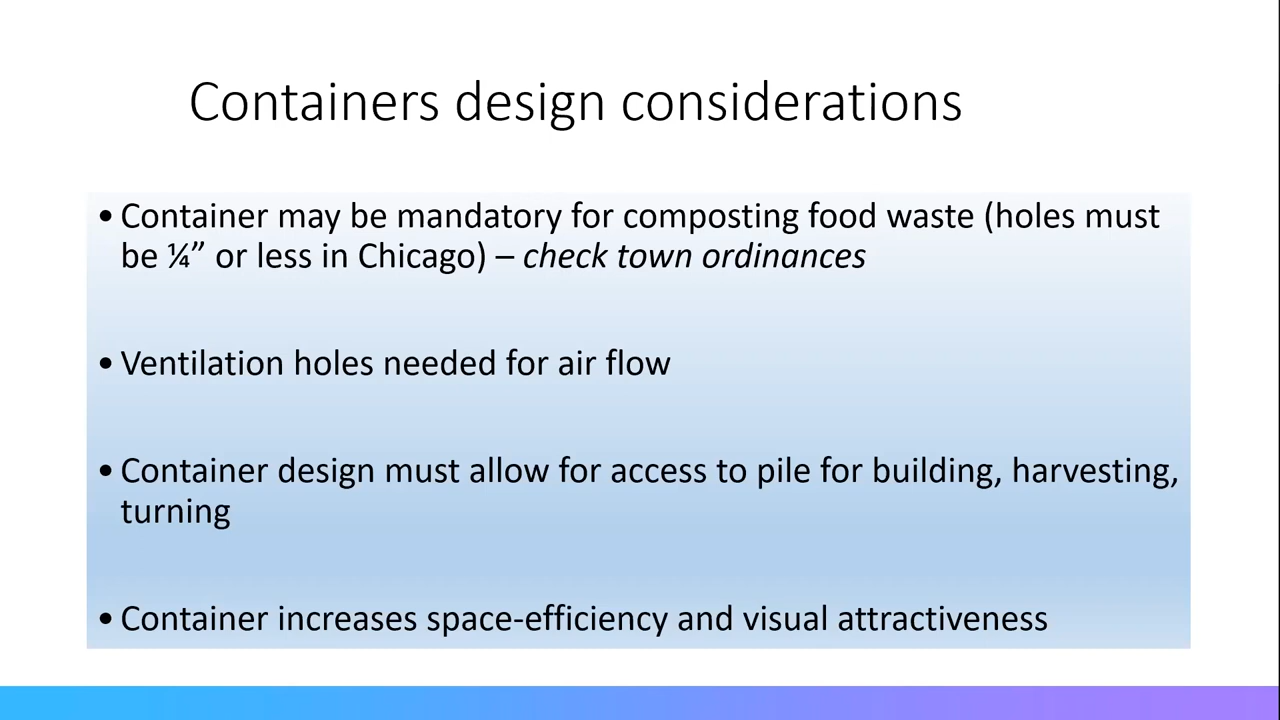 Containers design considerations
• Container may be mandatory for composting food waste (holes must
be ¼” or less in Chicago) – check town ordinances
• Ventilation holes needed for air flow
• Container design must allow for access to pile for building, harvesting,
turning
• Container increases space-efficiency and visual attractiveness